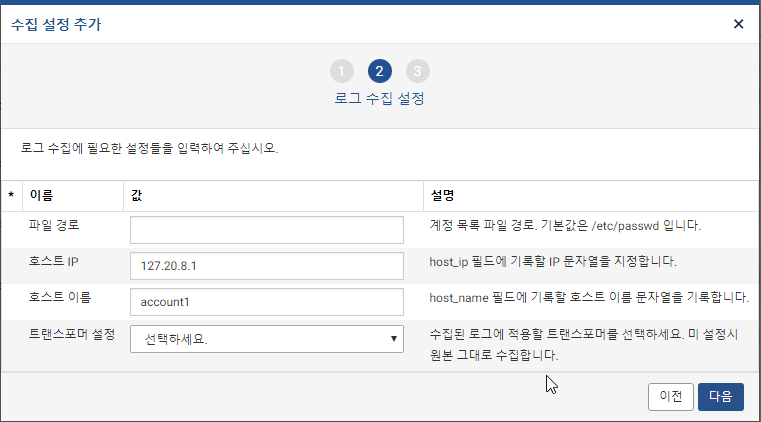 수집 설정 추가 ×
1 2 3
로그 수집 설정
로그 수집에 필요한 설정들을 입력하여 주십시오.
* 이름 값 설명
파일 경로 계정 목록 파일 경로. 기본값은 /etc/passwd 입니다.
호스트 IP 127.20.8.1 host_ip 필드에 기록할 IP 문자열을 지정합니다.
호스트 이름 account1 host_name 필드에 기록할 호스트 이름 문자열을 기록합니다.
트랜스포머 설정 선택하세요. 수집된 로그에 적용할 트랜스포머를 선택하세요. 미 설정시
원본 그대로 수집합니다.
이전 다음